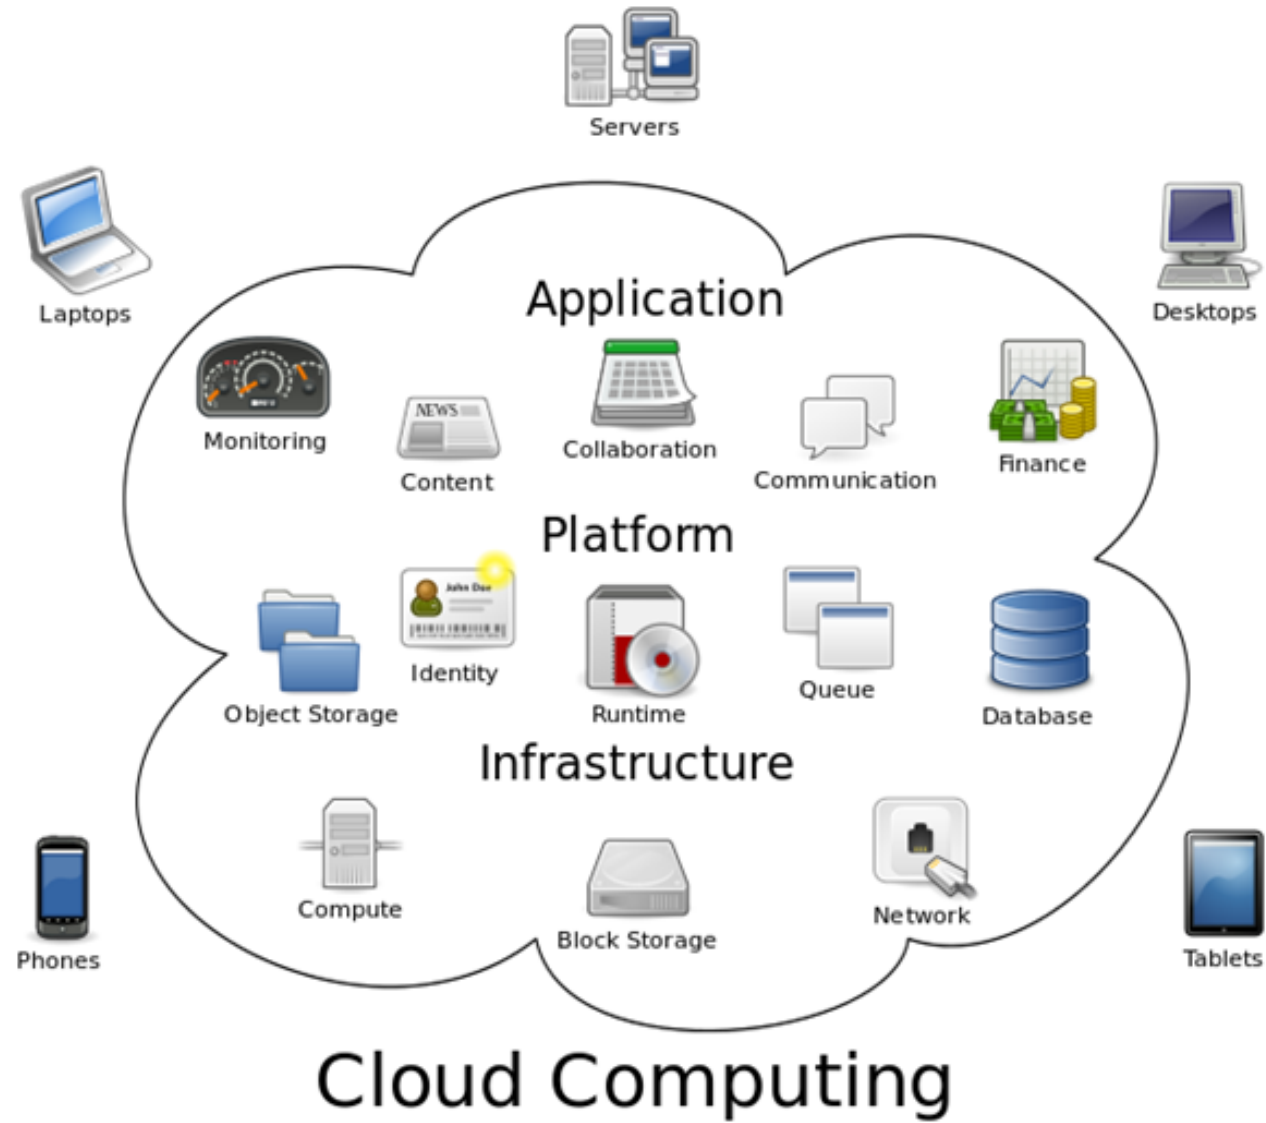 Servers
Laptops
Desktops
Application
Monitoring
NEWS
Content
Collaboration
Communication
Finance
Platform
Object Storage
John Doe
Identity
Runtime
Queue
Database
Infrastructure
Compute
Block Storage
Network
Phones
Tablets
Cloud Computing